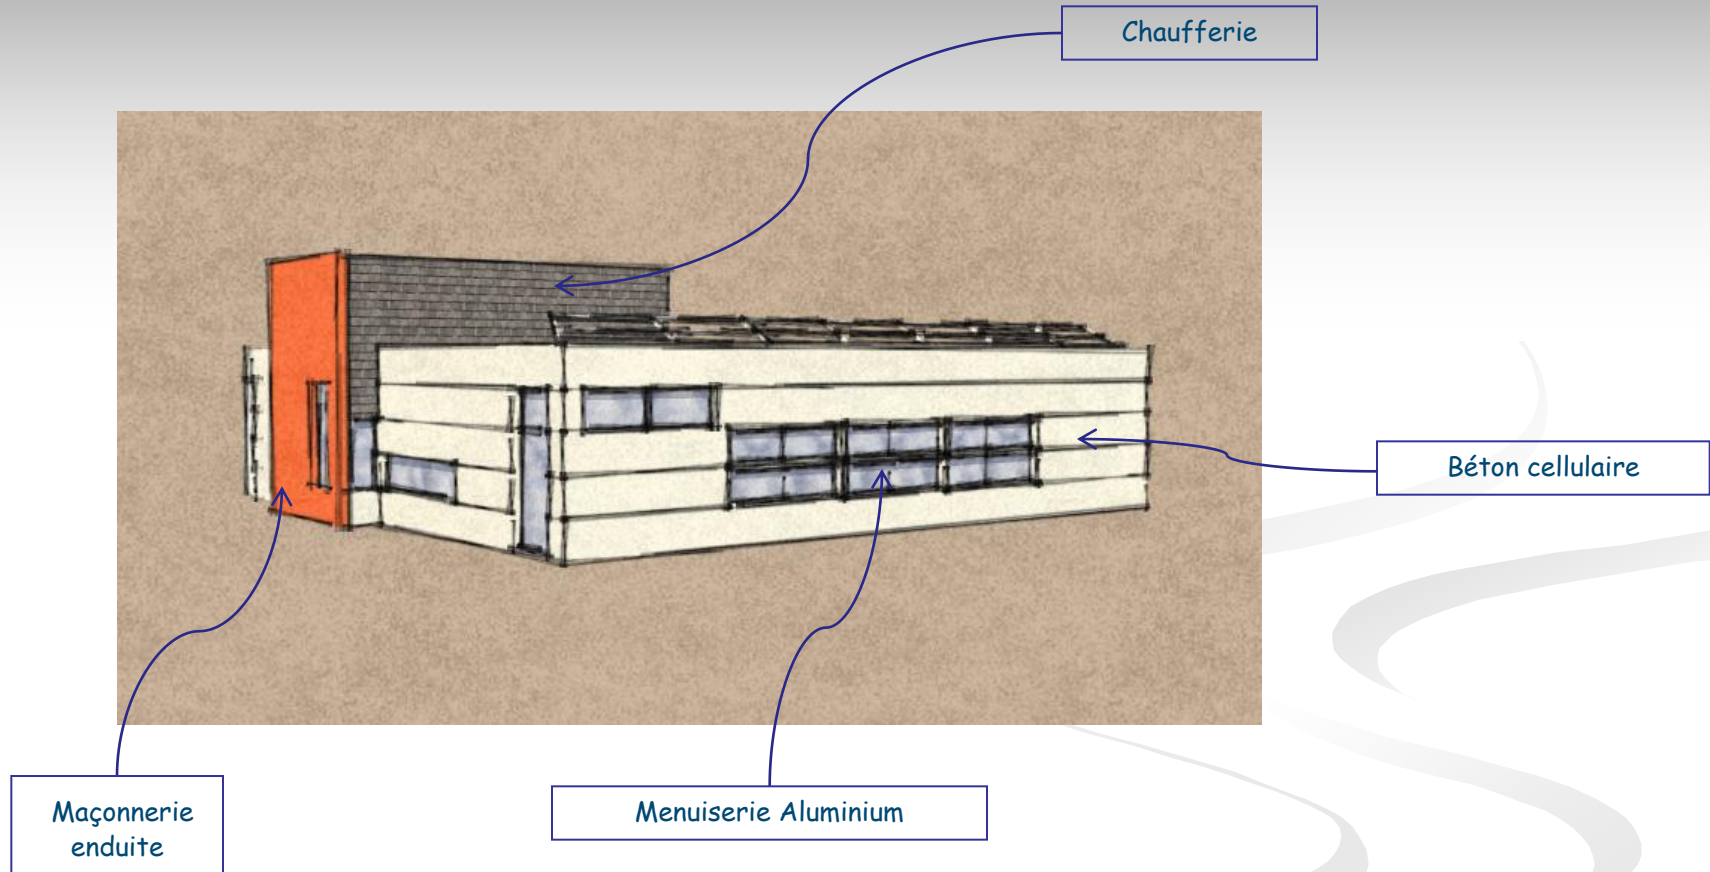 Chaufferie
Béton cellulaire
Maçonnerie
enduite
Menuiserie Aluminium